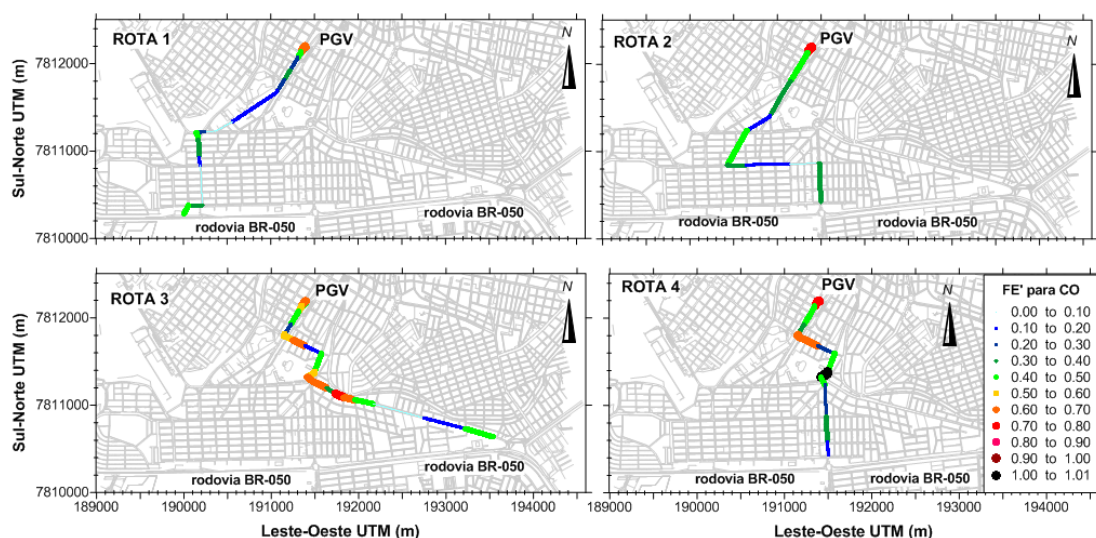 ROTA 1
PGV
N
rodovia BR-050
rodovia BR-050
7812000
7811000
7810000
Sul-Norte UTM (m)
ROTA 2
PGV
N
rodovia BR-050
rodovia BR-050
ROTA 3
PGV
N
rodovia BR-050
rodovia BR-050
7812000
7811000
7810000
Sul-Norte UTM (m)
189000 190000 191000 192000 193000 194000
Leste-Oeste UTM (m)
ROTA 4
PGV
N
rodovia BR-050
rodovia BR-050
189000 190000 191000 192000 193000 194000
Leste-Oeste UTM (m)
FE' para CO
0.00 to 0.10
0.10 to 0.20
0.20 to 0.30
0.30 to 0.40
0.40 to 0.50
0.50 to 0.60
0.60 to 0.70
0.70 to 0.80
0.80 to 0.90
0.90 to 1.00
1.00 to 1.01